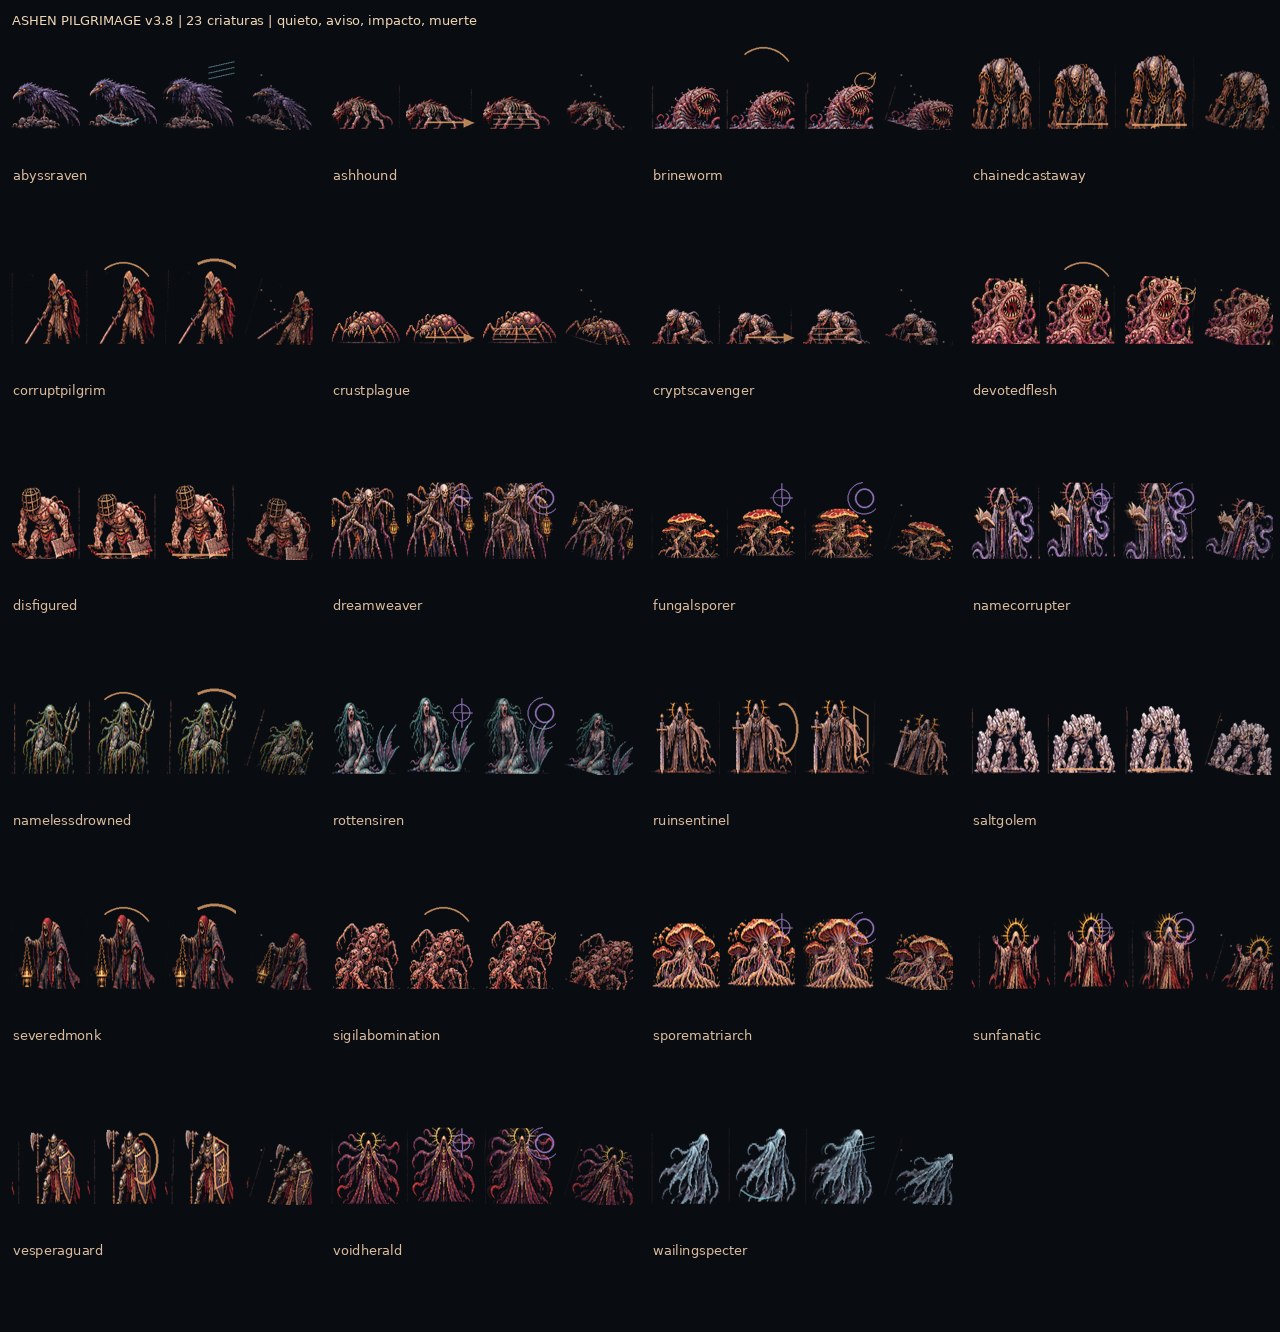 ASHEN PILGRIMAGE v3.8 | 23 criaturas | quieto, aviso, impacto, muerte
abyssraven
ashhound
brineworm
chainedcastaway
corruptpilgrim
crustplague
cryptscavenger
devotedflesh
disfigured
dreamweaver
fungalsporer
namecorrupter
namelessdrowned
rottensiren
ruinsentinel
saltgolem
severedmonk
sigilabomination
sporematriarch
sunfanatic
vesperaguard
voidherald
wailingspecter